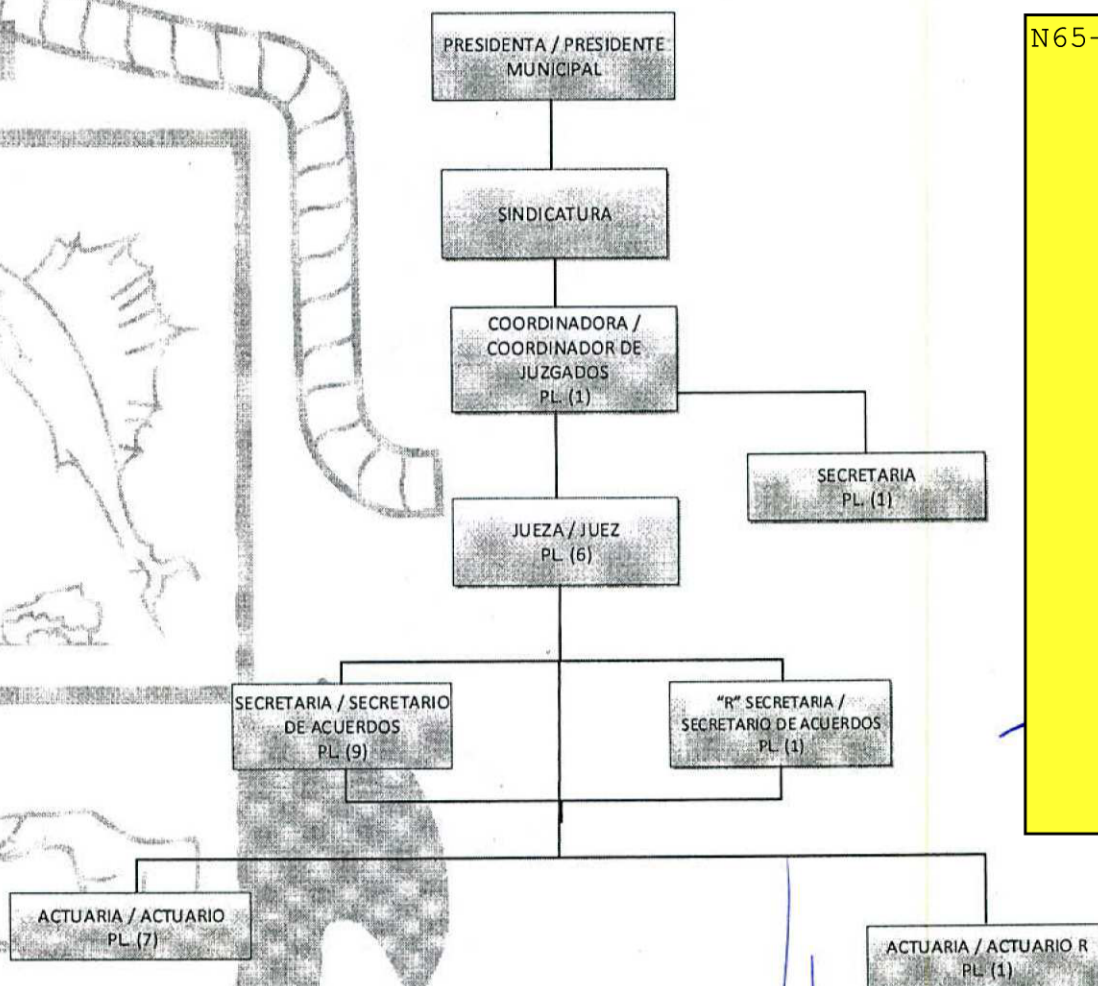 PRESIDENTA / PRESIDENTE
MUNICIPAL
N65-
SINDICATURA
COORDINADORA /
COORDINADOR DE
JUZGADOS
PL. (1)
SECRETARIA
PL. (1)
JUEZA / JUEZ
PL. (6)
SECRETARIA / SECRETARIO
DE ACUERDOS
PL. (9)
"R" SECRETARIA /
SECRETARIO DE ACUERDOS
PL. (1)
ACTUARIA / ACTUARIO
PL. (7)
ACTUARIA / ACTUARIO R
PL. (1)